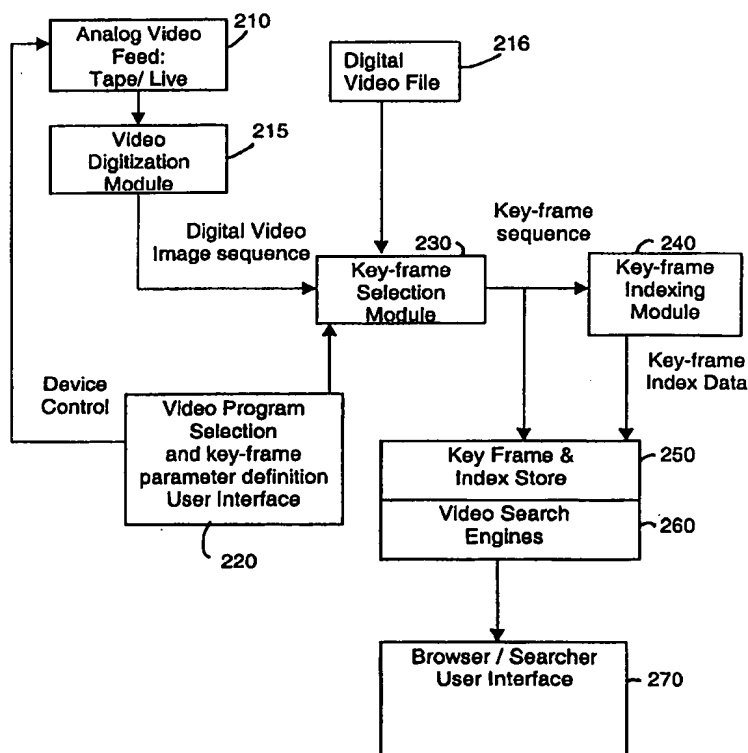 Analog Video
Feed:
Tape/ Live
210
Digital
Video File
216
Video
Digitization
Module
215
Digital Video
Image sequence
Key-frame
sequence
230
Key-frame
Selection
Module
240
Key-frame
Indexing
Module
Key-frame
Index Data
Device
Control
Video Program
Selection
and key-frame
parameter definition
User Interface
220
Key Frame &
Index Store
250
Video Search
Engines
260
Browser / Searcher
User Interface
270